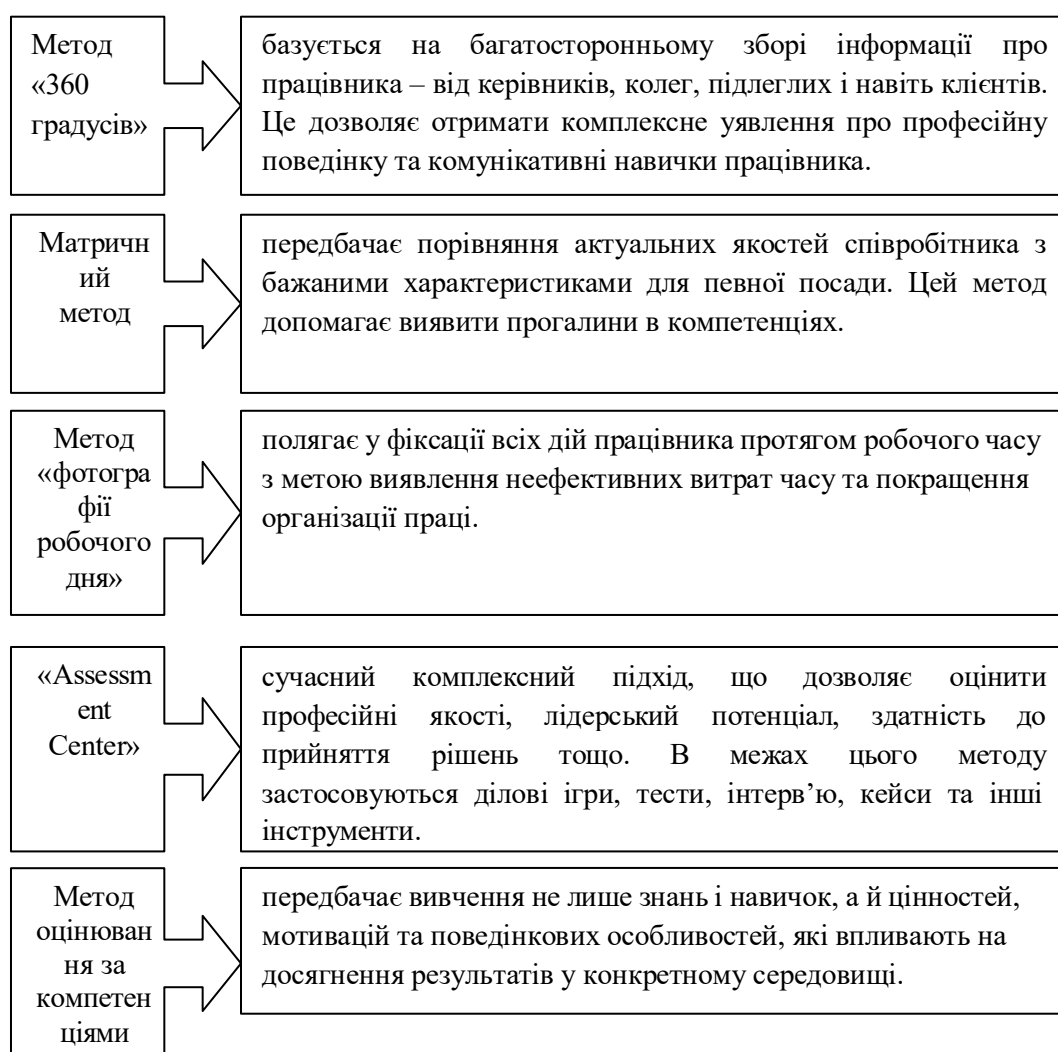 Метод
«360
градусів»
базується на багатосторонньому зборі інформації про
працівника – від керівників, колег, підлеглих і навіть клієнтів.
Це дозволяє отримати комплексне уявлення про професійну
поведінку та комунікативні навички працівника.
Матричн
ий
метод
передбачає порівняння актуальних якостей співробітника з
бажаними характеристиками для певної посади. Цей метод
допомагає виявити прогалини в компетенціях.
Метод
«фотогра
фії
робочого
дня»
полягає у фіксації всіх дій працівника протягом робочого часу
з метою виявлення неефективних витрат часу та покращення
організації праці.
«Assessm
ent
Center»
сучасний комплексний підхід, що дозволяє оцінити
професійні якості, лідерський потенціал, здатність до
прийняття рішень тощо. В межах цього методу
застосовуються ділові ігри, тести, інтерв’ю, кейси та інші
інструменти.
Метод
оцінюван
ня за
компетен
ціями
передбачає вивчення не лише знань і навичок, а й цінностей,
мотивацій та поведінкових особливостей, які впливають на
досягнення результатів у конкретному середовищі.